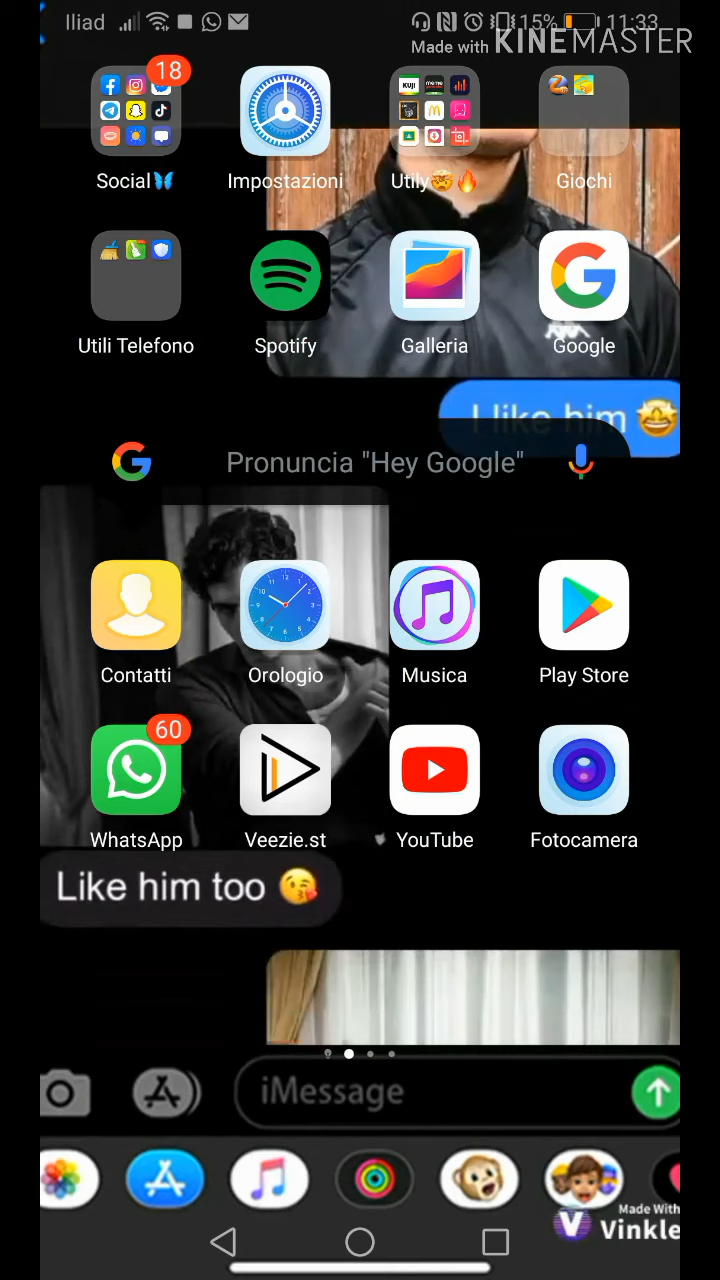 Iliad 15% 11:33
Made with KINEMASTER
18
Social🦋 Impostazioni Utily🤯🔥 Giochi
Utili Telefono Spotify Galleria Google
I like him 🤩
Pronuncia "Hey Google"
Contatti Orologio Musica Play Store
60
WhatsApp Veezie.st YouTube Fotocamera
Like him too 😘
iMessage
Made With
Vinkle